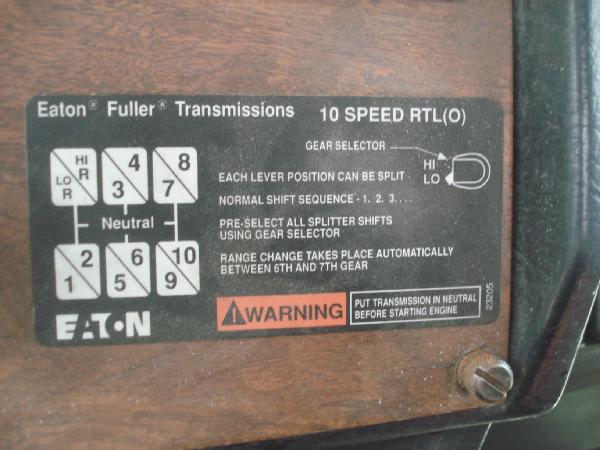 Eaton® Fuller® Transmissions 10 SPEED RTL(O)
GEAR SELECTOR
HI
LO
HI
R
LO
R
4
3
8
7
Neutral
2
1
6
5
10
9
EACH LEVER POSITION CAN BE SPLIT
NORMAL SHIFT SEQUENCE - 1. 2. 3. . . .
PRE-SELECT ALL SPLITTER SHIFTS
USING GEAR SELECTOR
RANGE CHANGE TAKES PLACE AUTOMATICALLY
BETWEEN 6TH AND 7TH GEAR
EATON
WARNING
PUT TRANSMISSION IN NEUTRAL
BEFORE STARTING ENGINE
23205